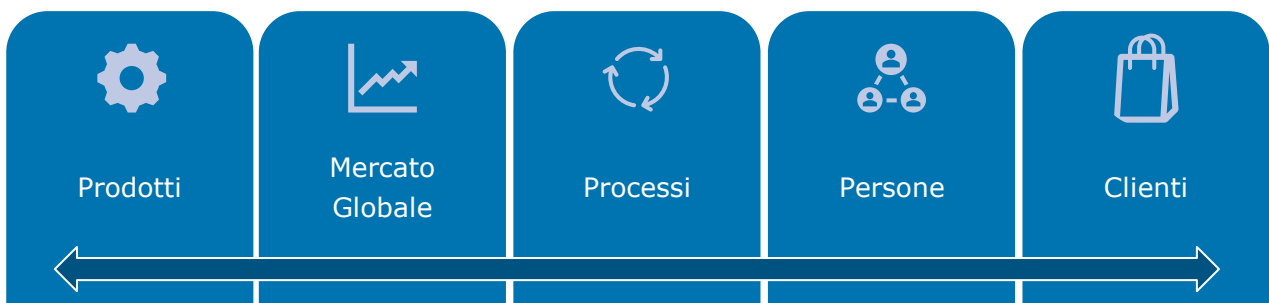 Prodotti
Mercato
Globale
Processi
Persone
Clienti